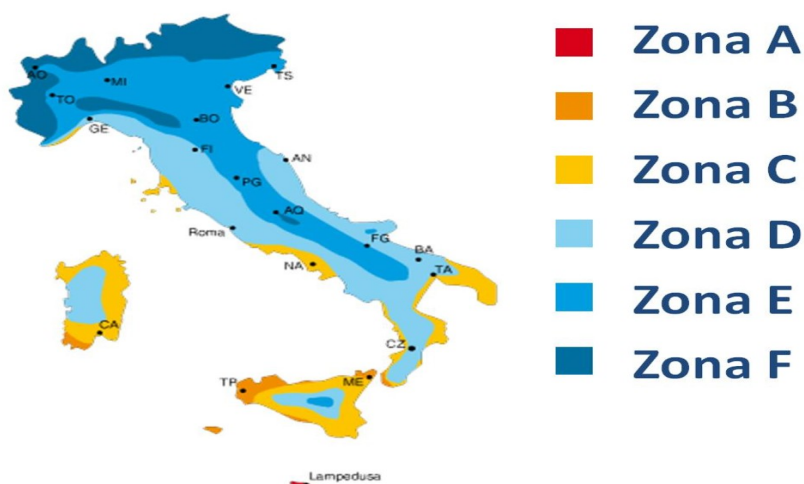 AO
MI
TO
VE
TS
GE
BO
FI
AN
PG
AQ
Roma
FG
BA
NA
TA
CA
CZ
TP
ME
Lampedusa
Zona A
Zona B
Zona C
Zona D
Zona E
Zona F